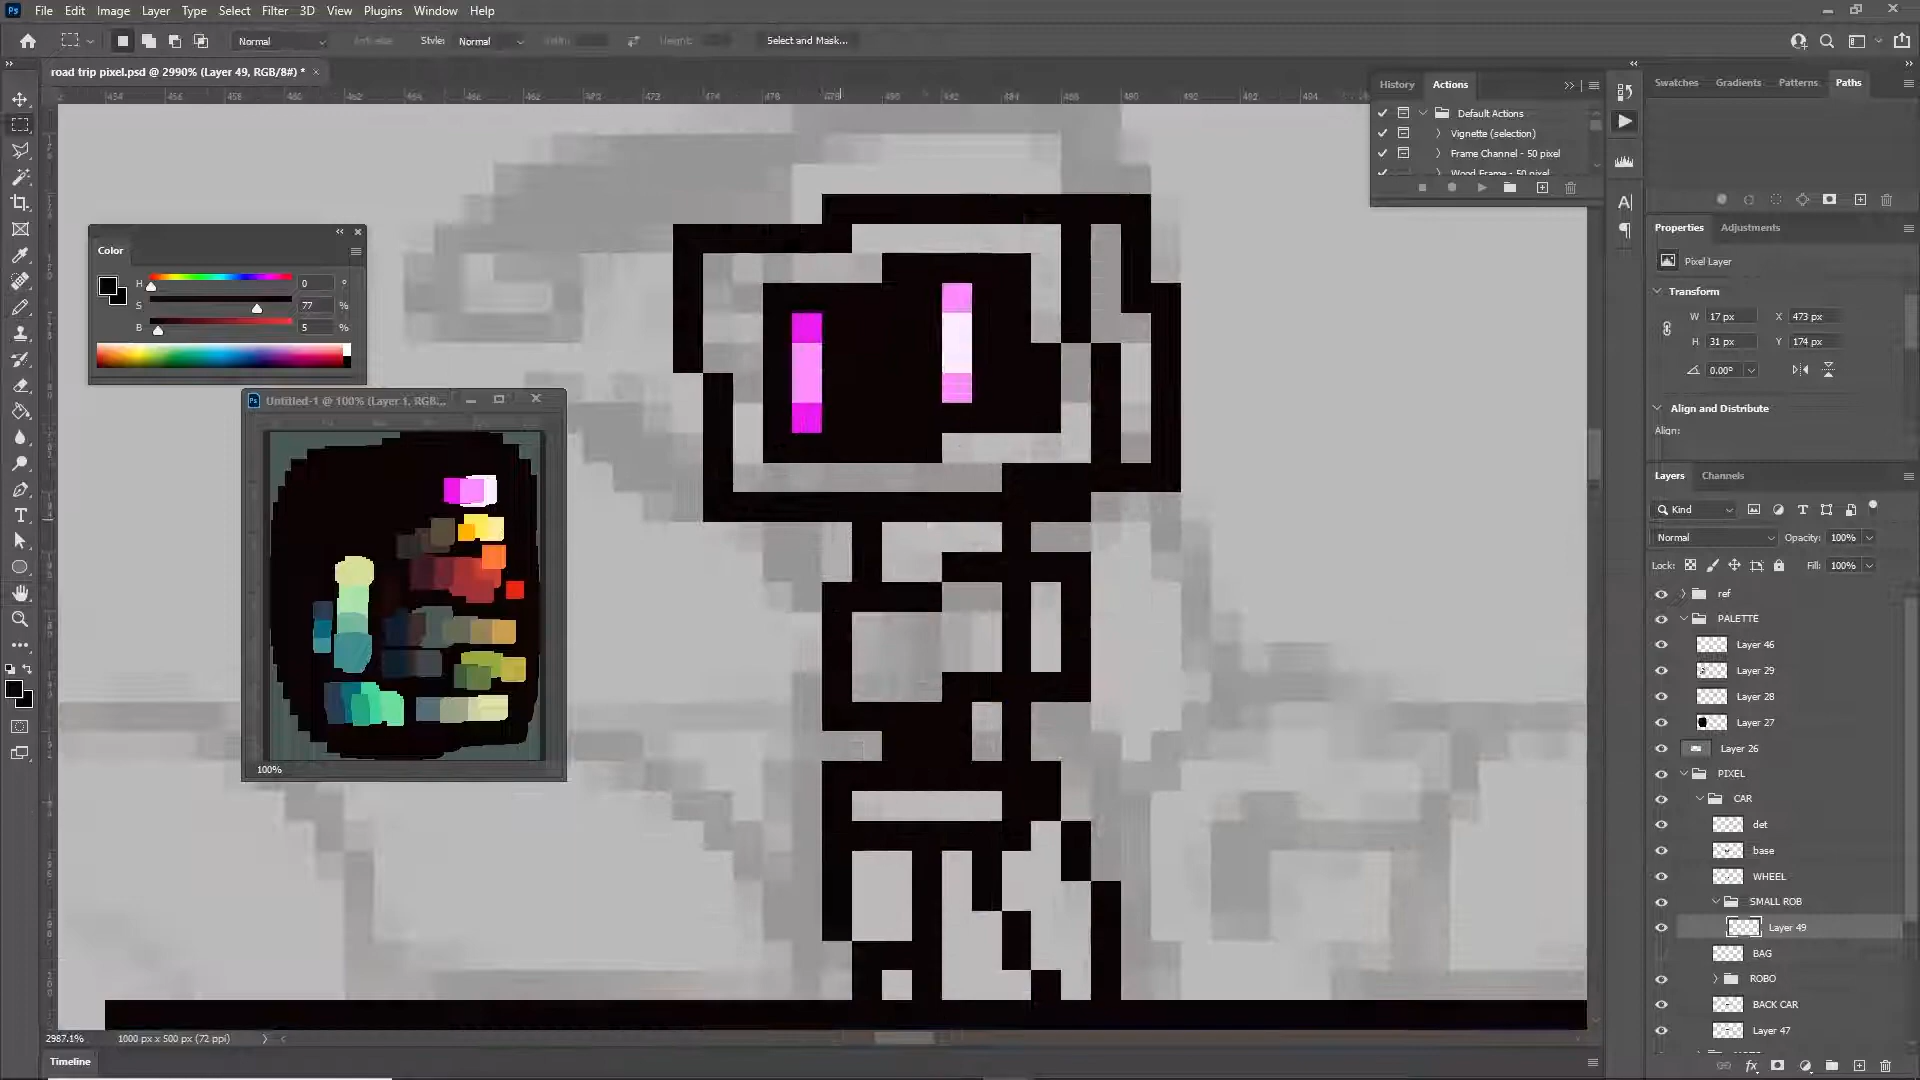 Ps File Edit Image Layer Type Select Filter 3D View Plugins Window Help
Normal Style: Normal Select and Mask...
road trip pixel.psd @ 2990% (Layer 49, RGB/8#) * ×
History Actions
Default Actions
Vignette (selection)
Frame Channel - 50 pixel
Wood Frame - 50 pixel
Swatches Gradients Patterns Paths
Color
H 0 °
S 77 %
B 5 %
Untitled-1 @ 100% (Layer 1, RGB...
100%
Properties Adjustments
Pixel Layer
Transform
W 17 px X 473 px
H 31 px Y 174 px
0.00°
Align and Distribute
Align:
Layers Channels
Kind
Normal Opacity: 100%
Lock: Fill: 100%
ref
PALETTE
Layer 46
Layer 29
Layer 28
Layer 27
Layer 26
PIXEL
CAR
det
base
WHEEL
SMALL ROB
Layer 49
BAG
ROBO
BACK CAR
Layer 47
2987.1% 1000 px x 500 px (72 ppi)
Timeline